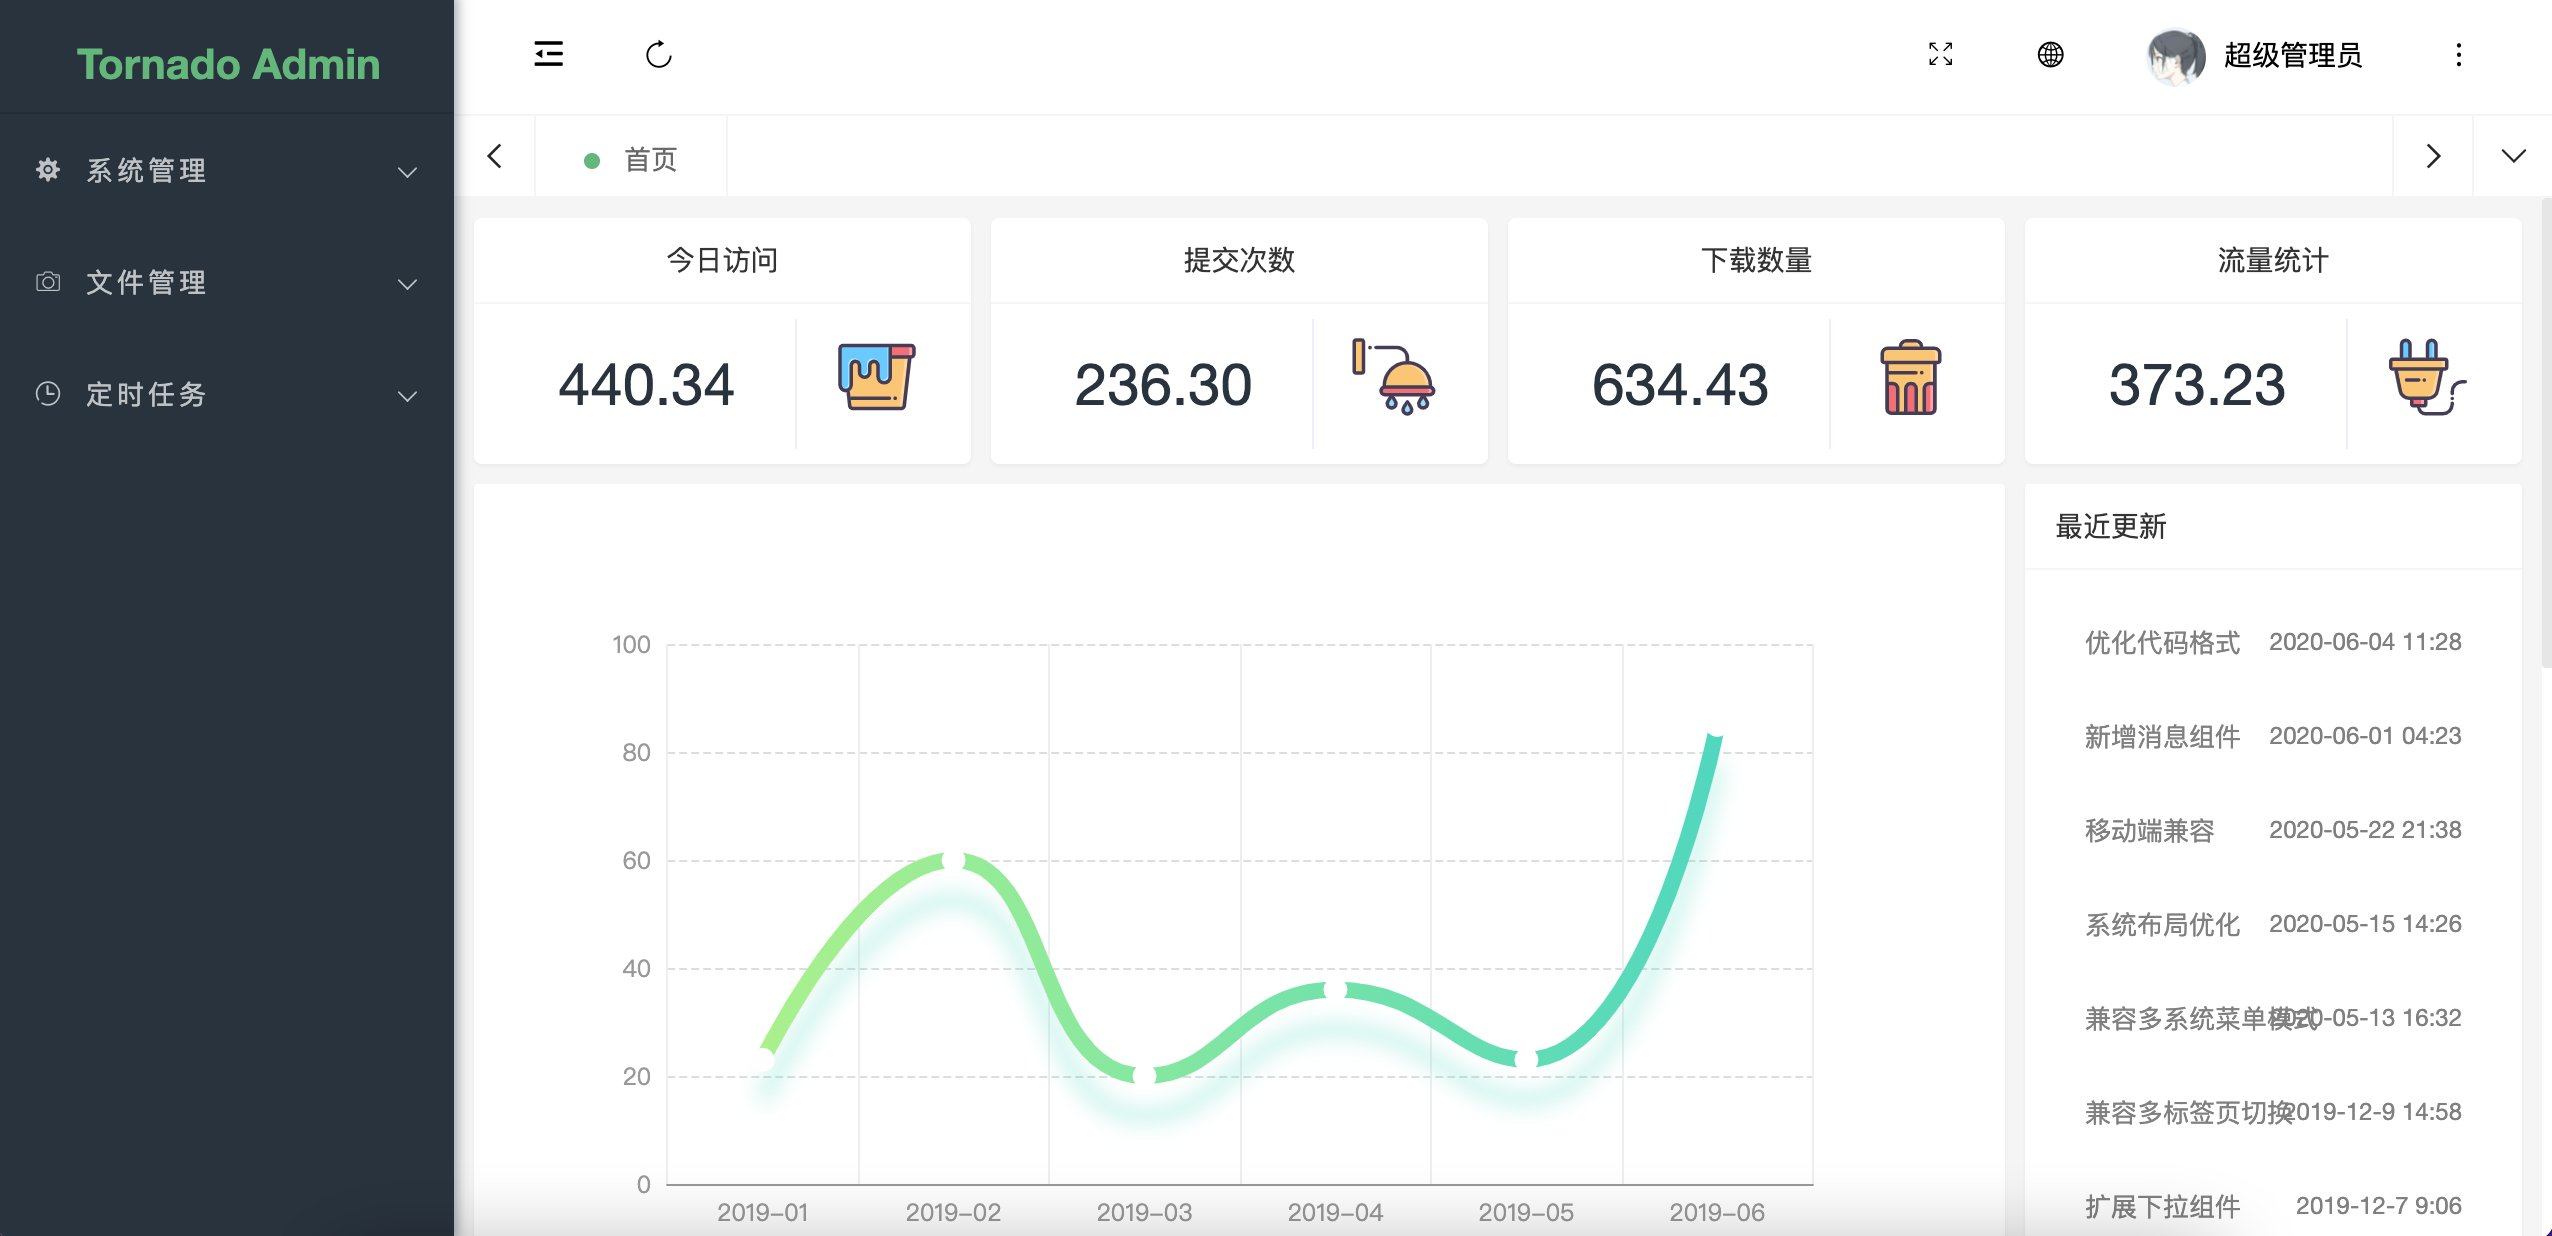 Tornado Admin
系统管理
文件管理
定时任务
超级管理员
首页
今日访问
440.34
提交次数
236.30
下载数量
634.43
流量统计
373.23
100
80
60
40
20
0
2019-01
2019-02
2019-03
2019-04
2019-05
2019-06
最近更新
优化代码格式 2020-06-04 11:28
新增消息组件 2020-06-01 04:23
移动端兼容 2020-05-22 21:38
系统布局优化 2020-05-15 14:26
兼容多系统菜单模式 2020-05-13 16:32
兼容多标签页切换 2019-12-9 14:58
扩展下拉组件 2019-12-7 9:06